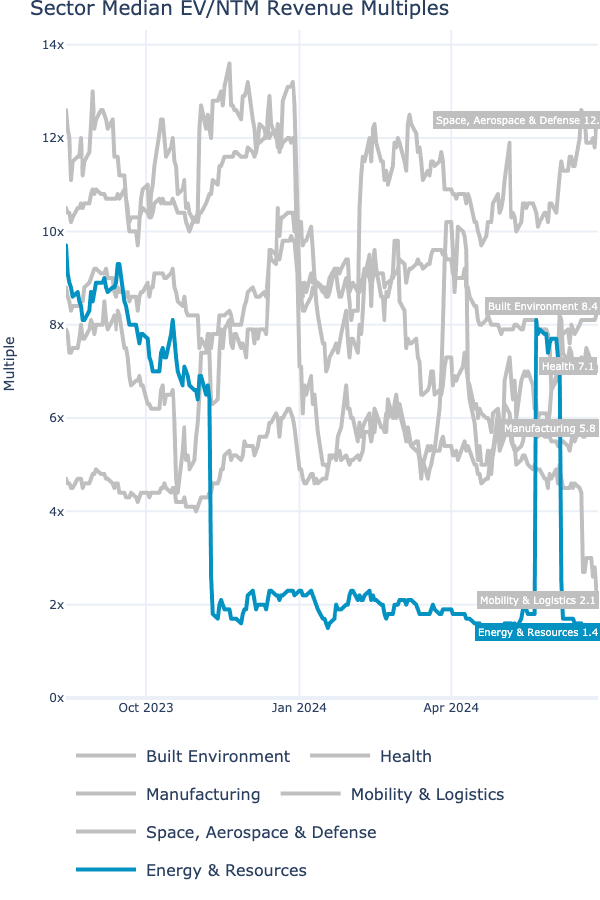 Sector Median EV/NTM Revenue Multiples
14x
Space, Aerospace & Defense 12.
12x
10x
Built Environment 8.4
8x
Health 7.1
Multiple
6x
Manufacturing 5.8
4x
2x
Mobility & Logistics 2.1
Energy & Resources 1.4
0x
Oct 2023
Jan 2024
Apr 2024
Built Environment
Health
Manufacturing
Mobility & Logistics
Space, Aerospace & Defense
Energy & Resources